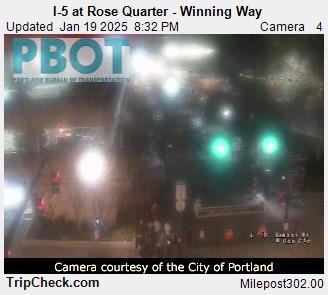 I-5 at Rose Quarter - Winning Way
Updated Jan 19 2025 8:32 PM Camera 4
PBOT
PORTLAND BUREAU OF TRANSPORTATION
Camera courtesy of the City of Portland
TripCheck.com Milepost302.00